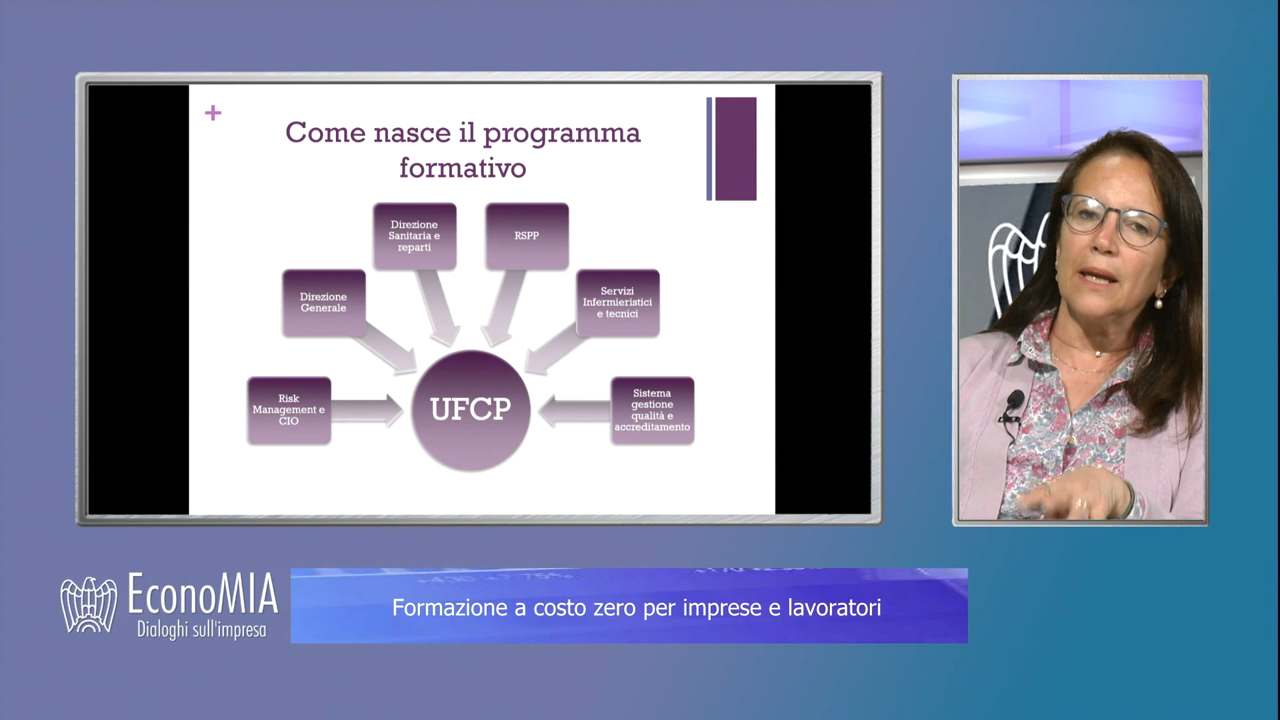 +
Come nasce il programma
formativo
Direzione
Sanitaria e
reparti
RSPP
Direzione
Generale
Servizi
Infermieristici
e tecnici
Risk
Management e
CIO
UFCP
Sistema
gestione
qualità e
accreditamento
EconoMIA
Dialoghi sull'impresa
Formazione a costo zero per imprese e lavoratori